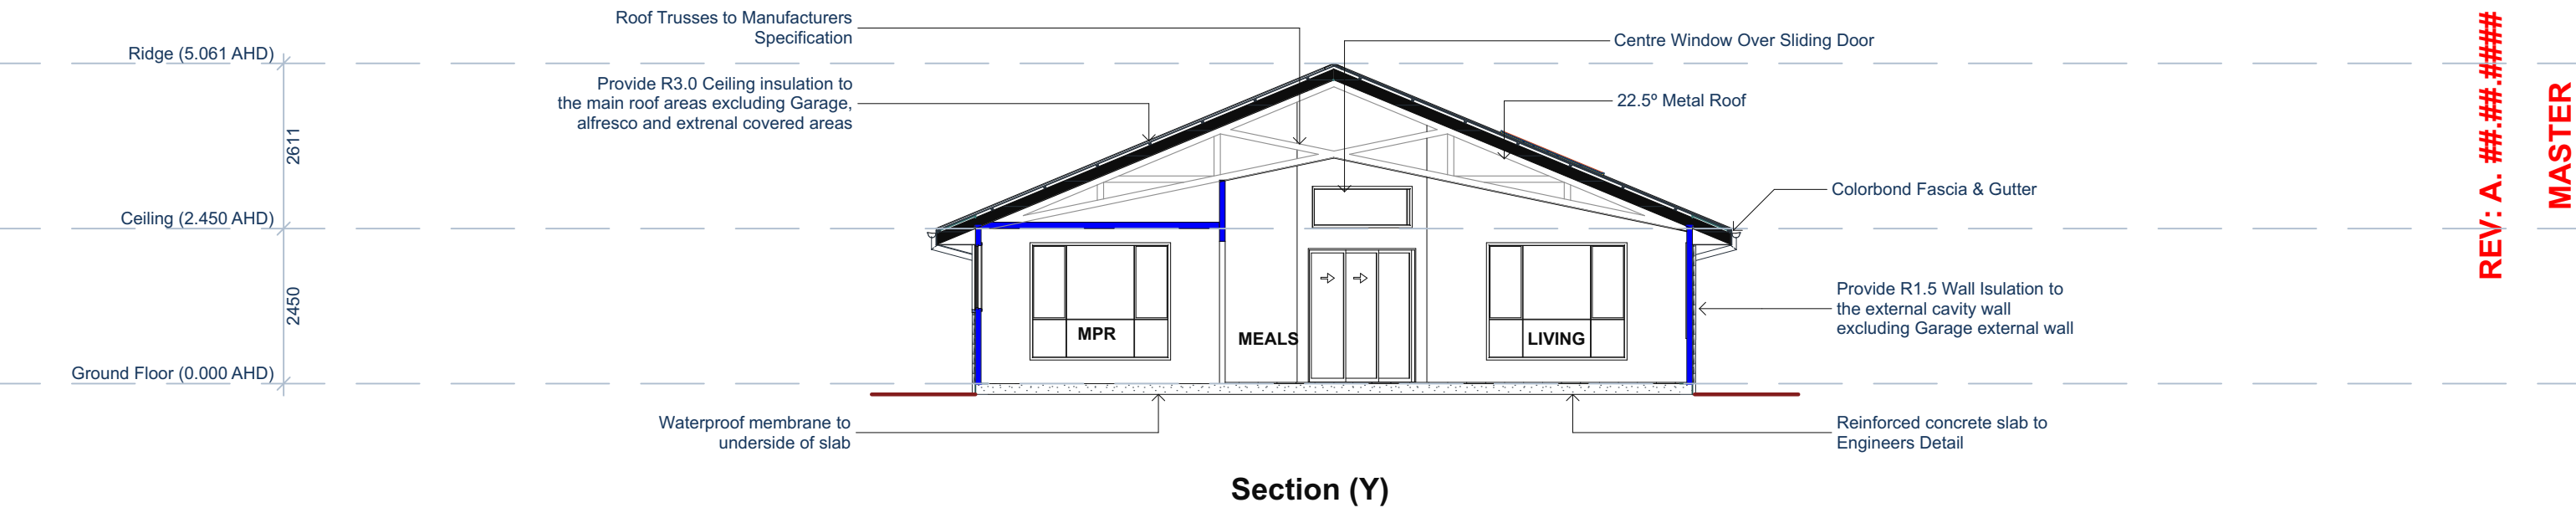 Roof Trusses to Manufacturers
Specification
Ridge (5.061 AHD)
Centre Window Over Sliding Door
Provide R3.0 Ceiling insulation to
the main roof areas excluding Garage,
alfresco and extrenal covered areas
22.5º Metal Roof
2611
Ceiling (2.450 AHD)
Colorbond Fascia & Gutter
2450
Provide R1.5 Wall Isulation to
the external cavity wall
excluding Garage external wall
MPR
MEALS
LIVING
Ground Floor (0.000 AHD)
Waterproof membrane to
underside of slab
Reinforced concrete slab to
Engineers Detail
Section (Y)
REV: A. ##.##.####
MASTER